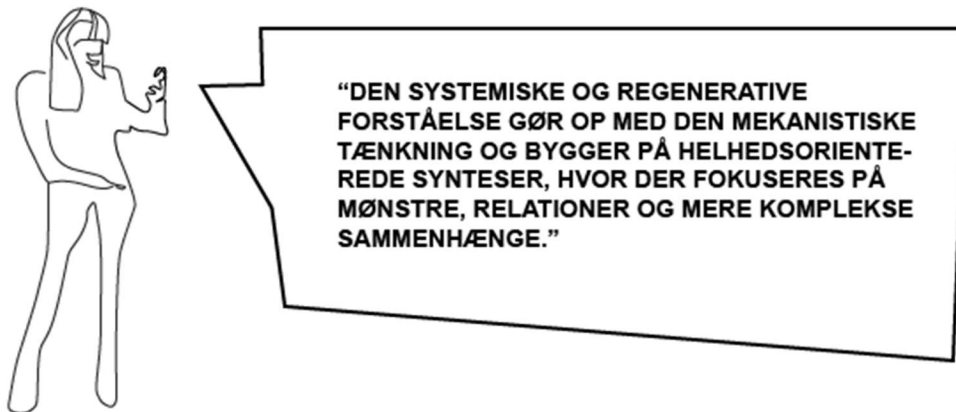 “DEN SYSTEMISKE OG REGENERATIVE
FORSTÅELSE GØR OP MED DEN MEKANISTISKE
TÆNKNING OG BYGGER PÅ HELHEDSORIENTE-
REDE SYNTESER, HVOR DER FOKUSERES PÅ
MØNSTRE, RELATIONER OG MERE KOMPLEKSE
SAMMENHÆNGE.”